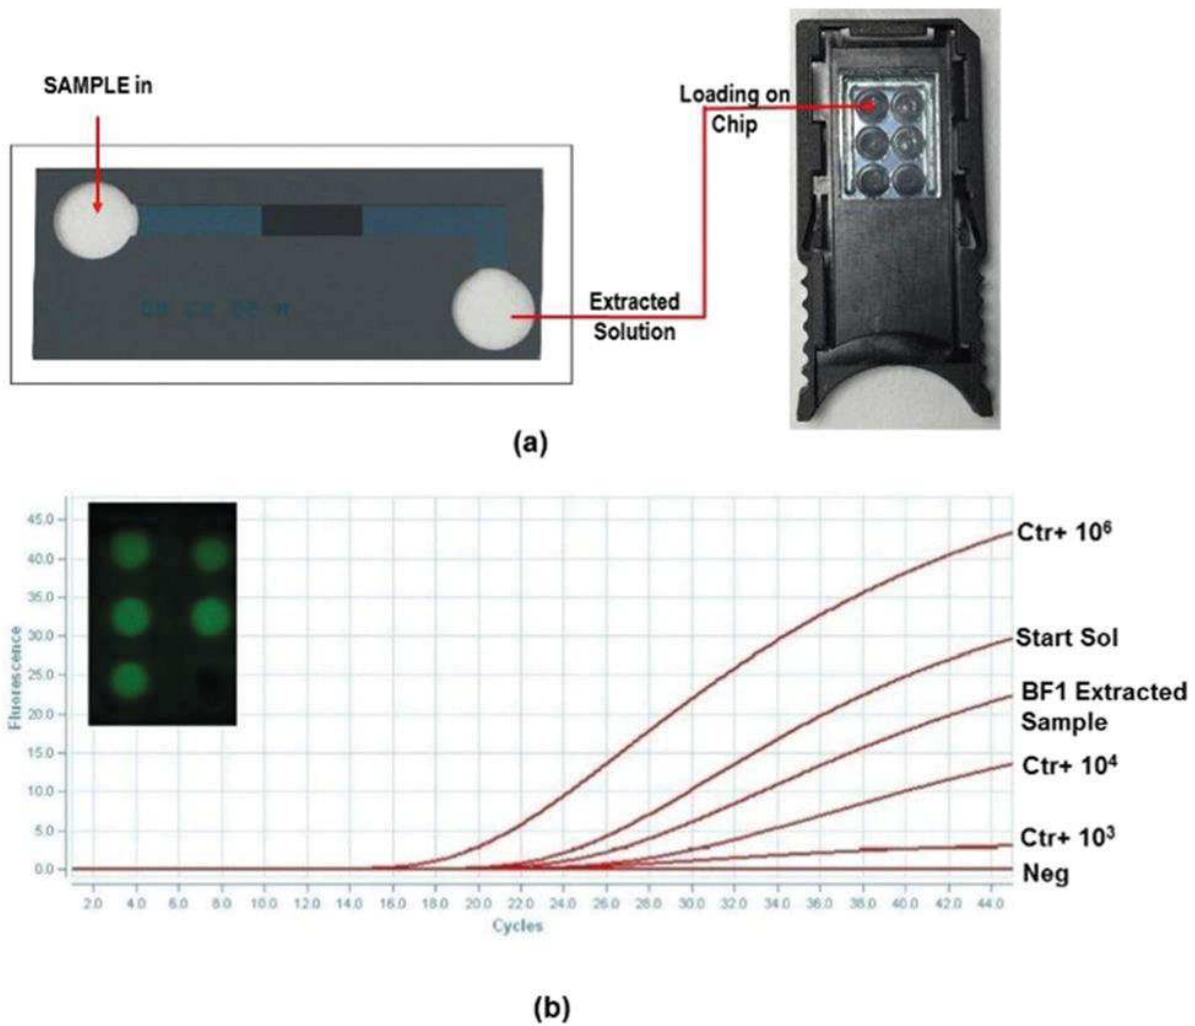 SAMPLE in
Loading on
Chip
Extracted
Solution
(a)
45.0
40.0
35.0
30.0
25.0
20.0
15.0
10.0
5.0
0.0
Fluorescence
Ctr+ 10⁶
Start Sol
BF1 Extracted
Sample
Ctr+ 10⁴
Ctr+ 10³
Neg
2.0 4.0 6.0 8.0 10.0 12.0 14.0 16.0 18.0 20.0 22.0 24.0 26.0 28.0 30.0 32.0 34.0 36.0 38.0 40.0 42.0 44.0
Cycles
(b)